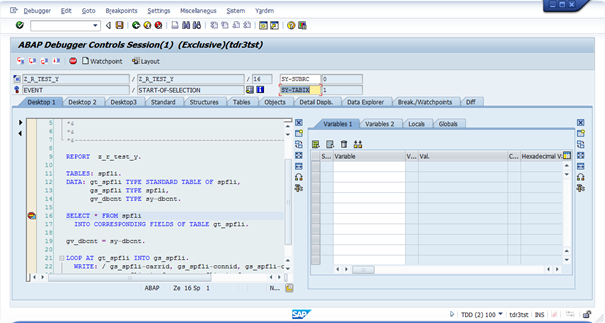 Debugger Edit Goto Breakpoints Settings Miscellaneous Sistem Yardım
ABAP Debugger Controls Session(1) (Exclusive)(tdr3tst)
Watchpoint Layout
Z_R_TEST_Y / Z_R_TEST_Y / 16 SY-SUBRC 0
EVENT / START-OF-SELECTION SY-TABIX 1
Desktop 1 Desktop 2 Desktop3 Standard Structures Tables Objects Detail Displs. Data Explorer Break./Watchpoints Diff
5 *&
6 *&
7 *&
8
9 REPORT z_r_test_y.
10
11 TABLES: spfli.
12 DATA: gt_spfli TYPE STANDARD TABLE OF spfli,
13 gs_spfli TYPE spfli,
14 gv_dbcnt TYPE sy-dbcnt.
15
16 SELECT * FROM spfli
17 INTO CORRESPONDING FIELDS OF TABLE gt_spfli.
18
19 gv_dbcnt = sy-dbcnt.
20
21 LOOP AT gt_spfli INTO gs_spfli.
22 WRITE: / gs_spfli-carrid, gs_spfli-connid, gs_spfli-c
ABAP Ze 16 Sp 1 N...
Variables 1 Variables 2 Locals Globals
S... Variable V... Val. C... Hexadecimal V
SAP
TDD (2) 100 tdr3tst INS